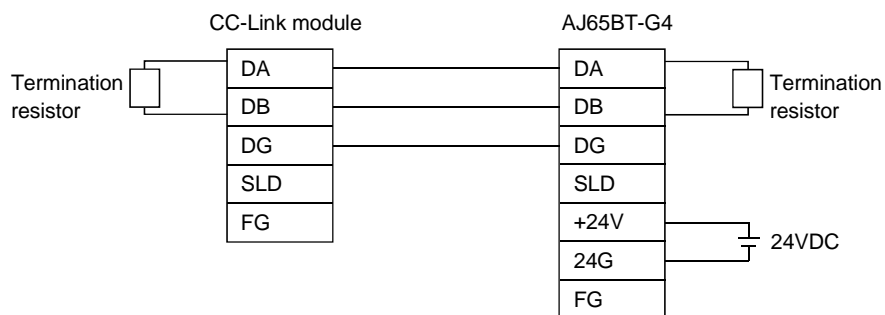 CC-Link module
AJ65BT-G4
Termination
resistor
DA
DB
DG
SLD
FG
DA
DB
DG
SLD
+24V
24G
FG
Termination
resistor
24VDC